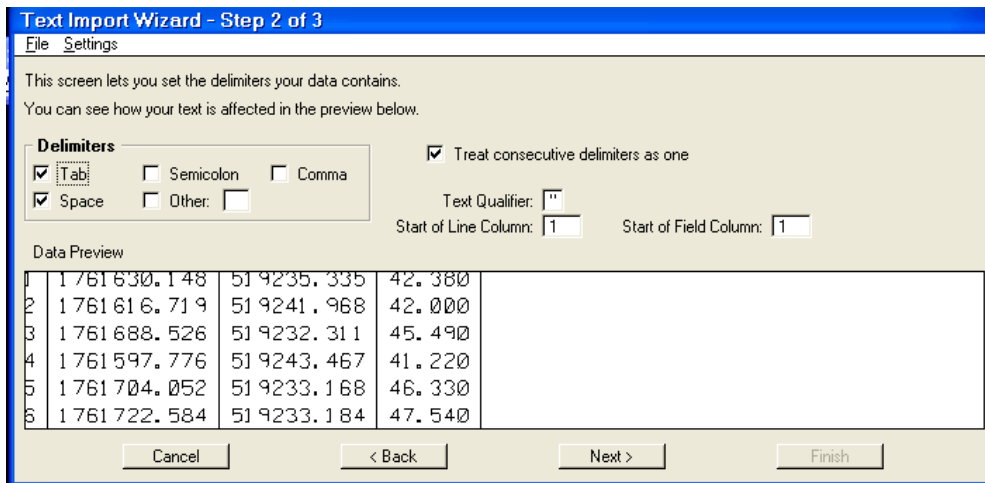 Text Import Wizard - Step 2 of 3
File Settings
This screen lets you set the delimiters your data contains.
You can see how your text is affected in the preview below.
Delimiters
Treat consecutive delimiters as one
Tab Semicolon Comma
Space Other:
Text Qualifier: "
Start of Line Column: 1 Start of Field Column: 1
Data Preview
1 1761630.148 519235.335 42.380
2 1761616.719 519241.968 42.000
3 1761688.526 519232.311 45.490
4 1761597.776 519243.467 41.220
5 1761704.052 519233.168 46.330
6 1761722.584 519233.184 47.540
Cancel < Back Next > Finish